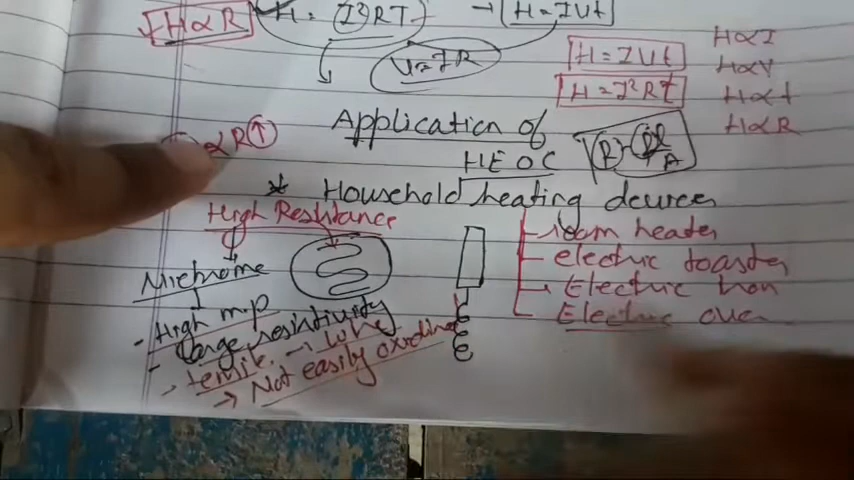 H α R
H = I²RT → H = IVt
V = IR
H = IVt
H = I²Rt
H α I
H α V
H α t
H α R
α R ↑
Application of
HEOC
* Household heating devices
High Resistance
room heater
electric toaster
Electric Iron
Electric oven
Nichrome
- High m.p
- Large resistivity
→ tensile
→ Not easily